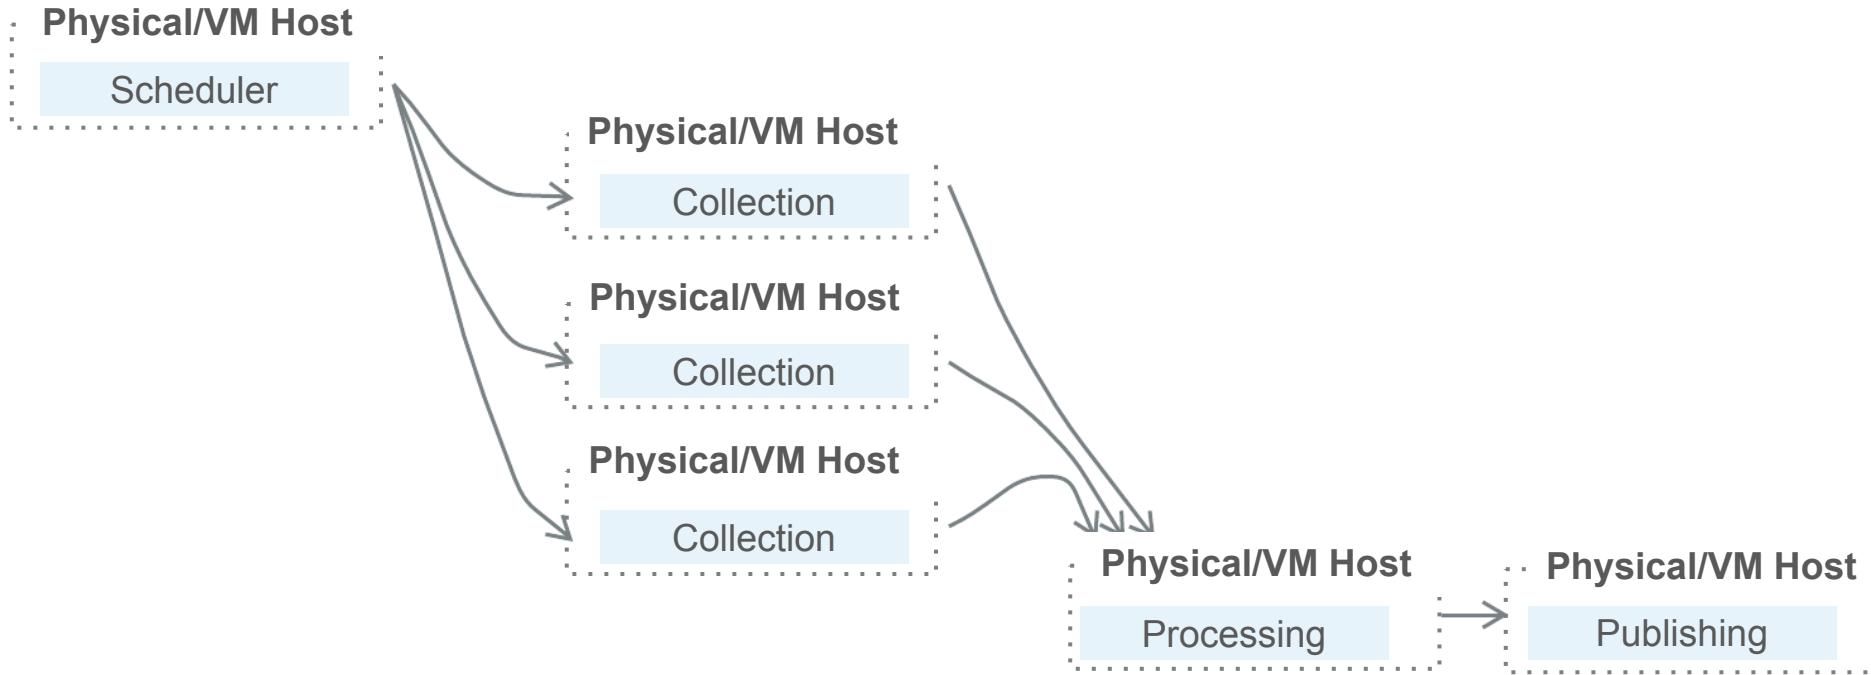 Physical/VM Host
Scheduler
Physical/VM Host
Collection
Physical/VM Host
Collection
Physical/VM Host
Collection
Physical/VM Host
Processing
Physical/VM Host
Publishing